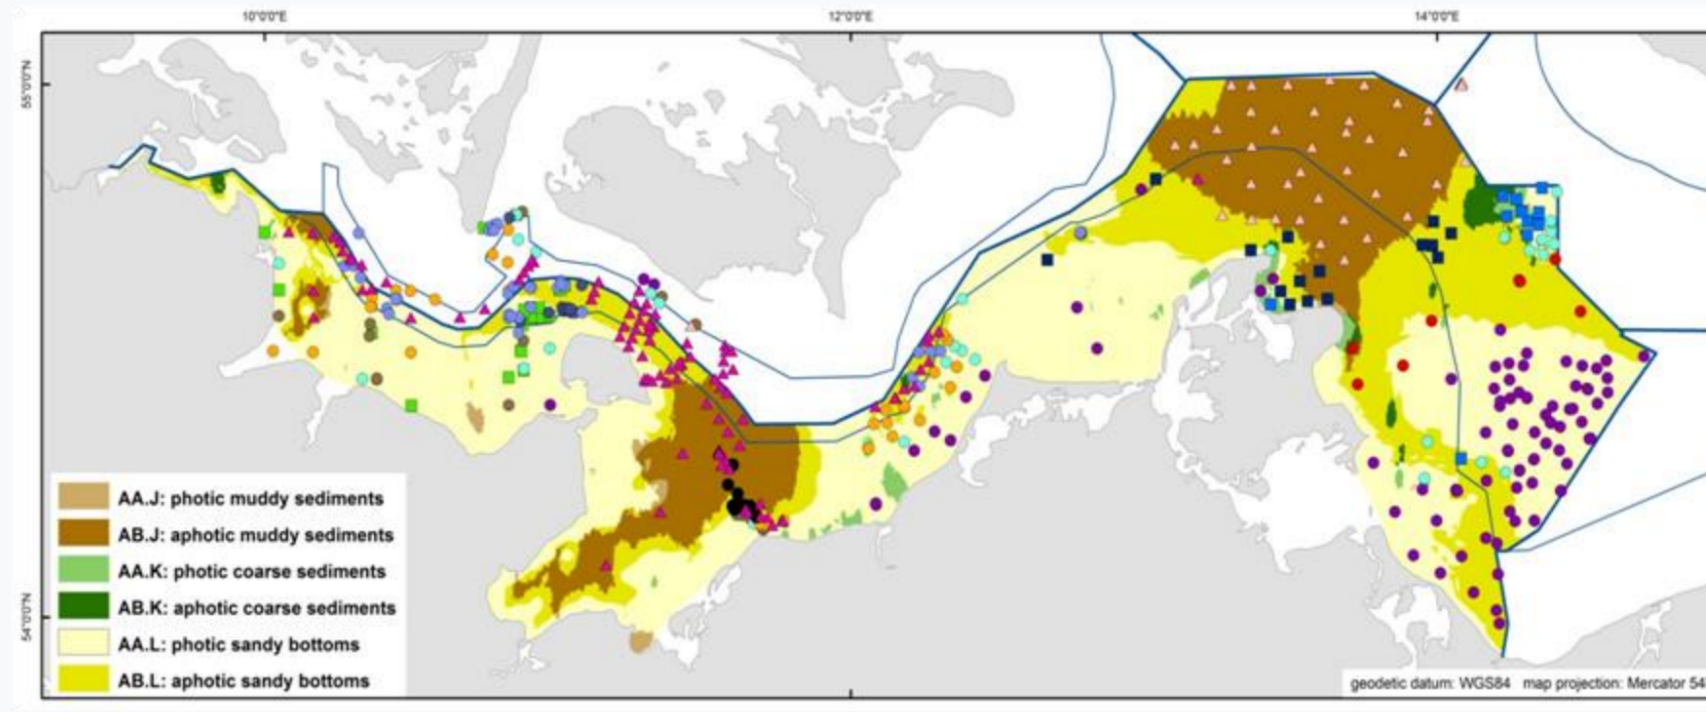 10°0'0"E 12°0'0"E 14°0'0"E
55°0'0"N
54°0'0"N
AA.J: photic muddy sediments
AB.J: aphotic muddy sediments
AA.K: photic coarse sediments
AB.K: aphotic coarse sediments
AA.L: photic sandy bottoms
AB.L: aphotic sandy bottoms
geodetic datum: WGS84 map projection: Mercator 54